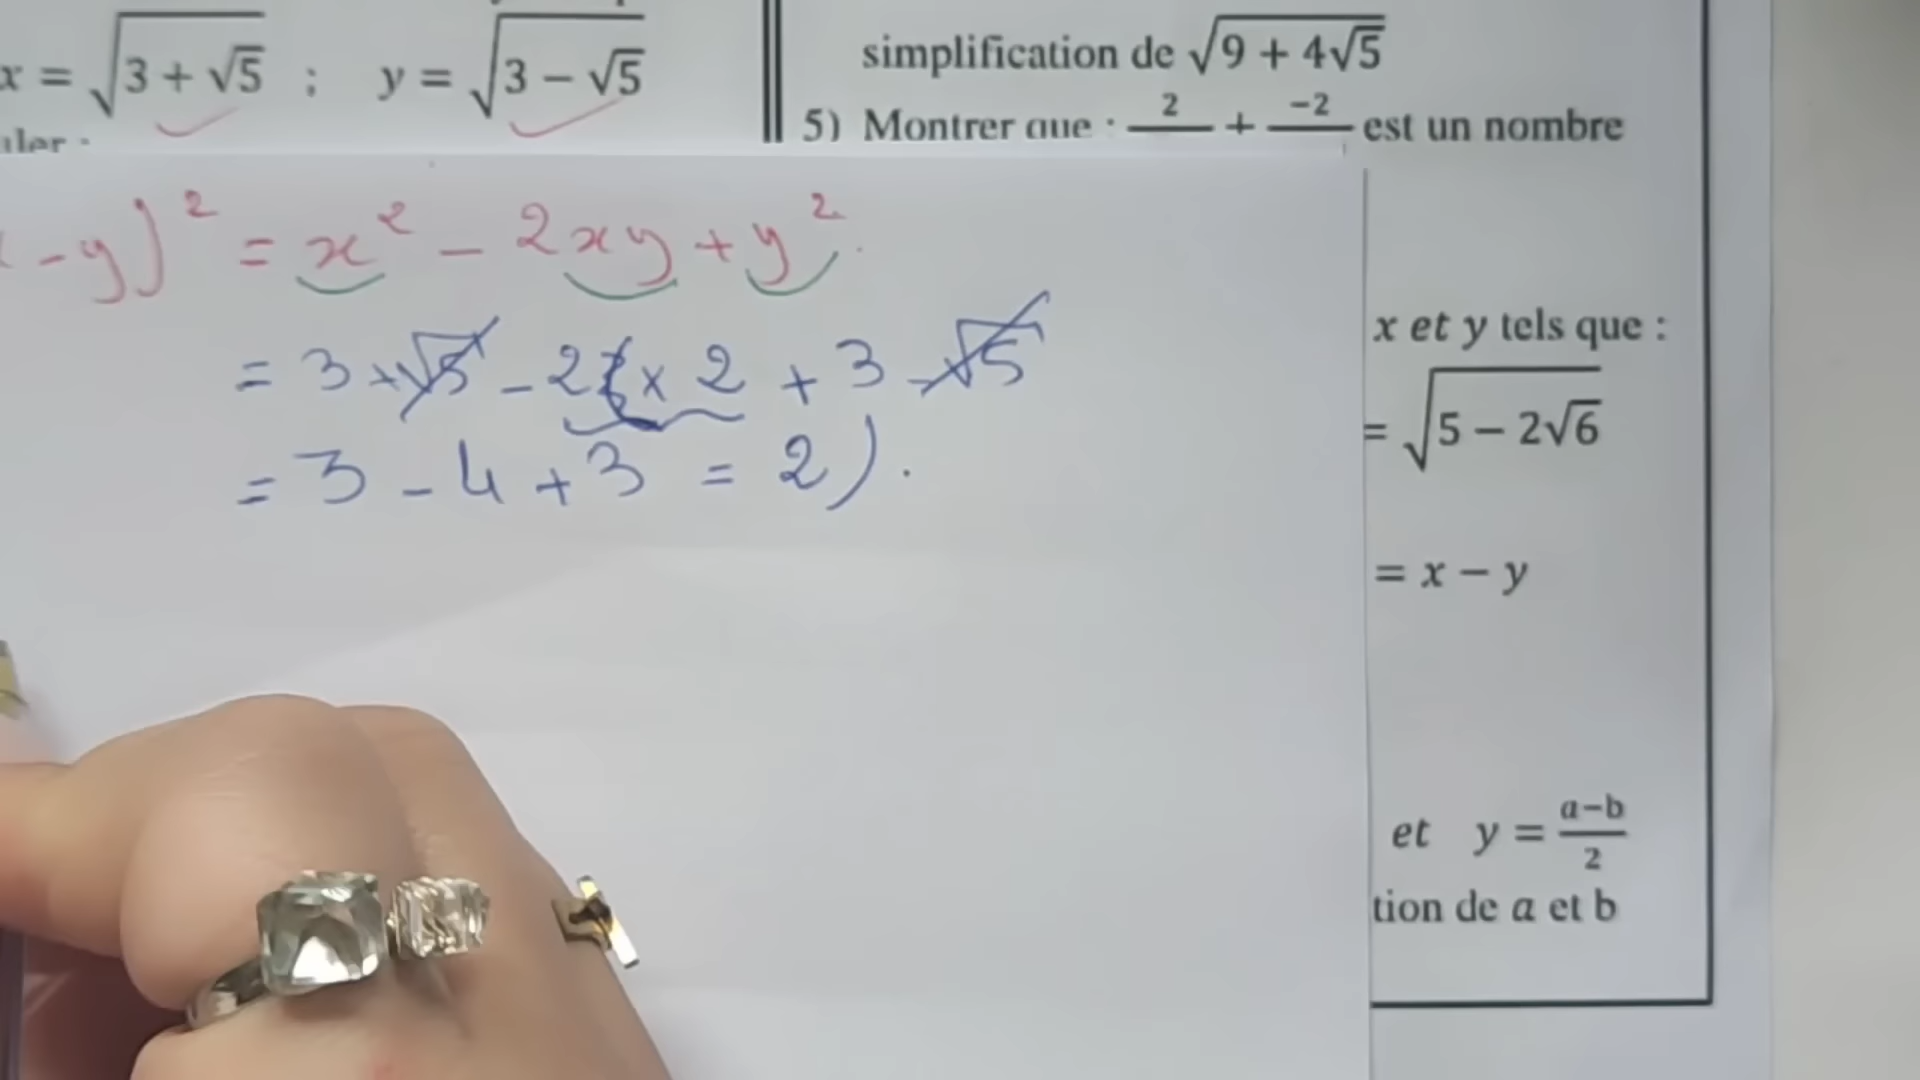 x = √(3 + √5) ; y = √(3 − √5)
simplification de √(9 + 4√5)
5) Montrer que : 2 + −2 est un nombre
-y)² = x² − 2xy + y².
= 3 + √5 − 2 × 2 + 3 − √5
= 3 − 4 + 3 = 2).
x et y tels que :
= √(5 − 2√6)
= x − y
et y = (a−b)/2
tion de a et b